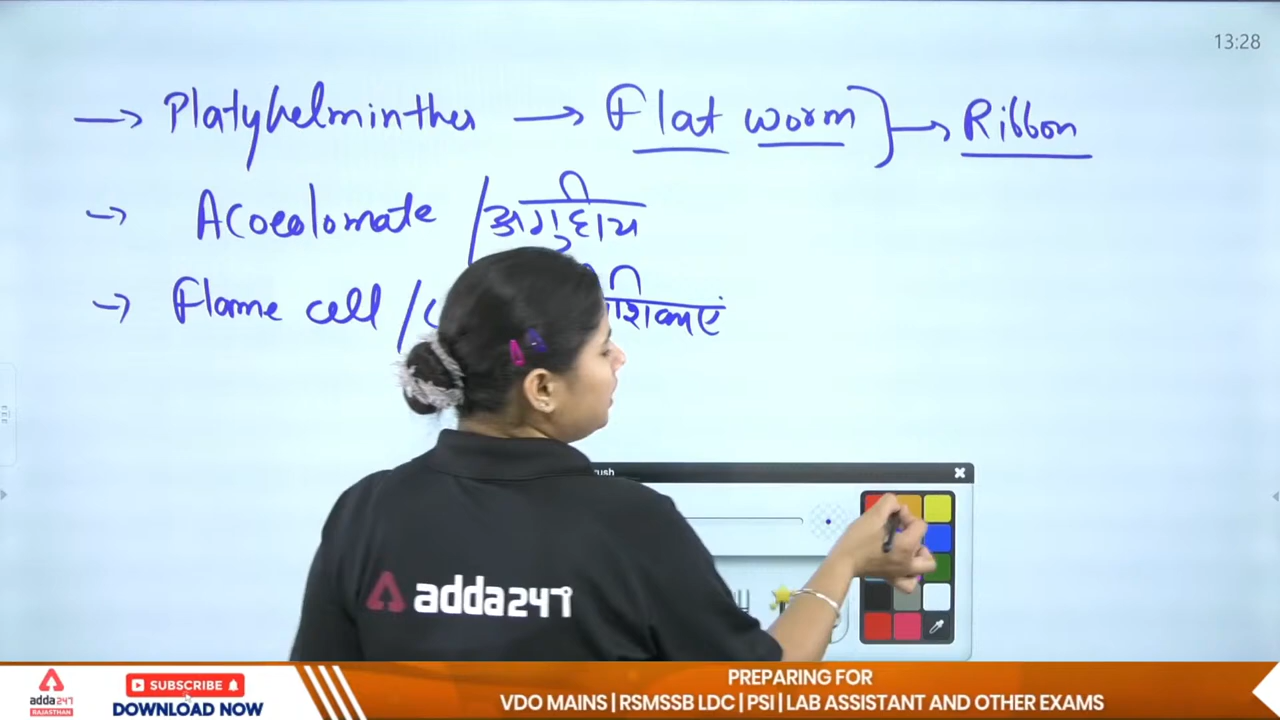 13:28
→ Platyhelminthes → Flat worm } → Ribbon
→ Acoelomate / अगुहीय
→ Flame cell /
adda247
adda247
RAJASTHAN
SUBSCRIBE
DOWNLOAD NOW
PREPARING FOR
VDO MAINS | RSMSSB LDC | PSI | LAB ASSISTANT AND OTHER EXAMS